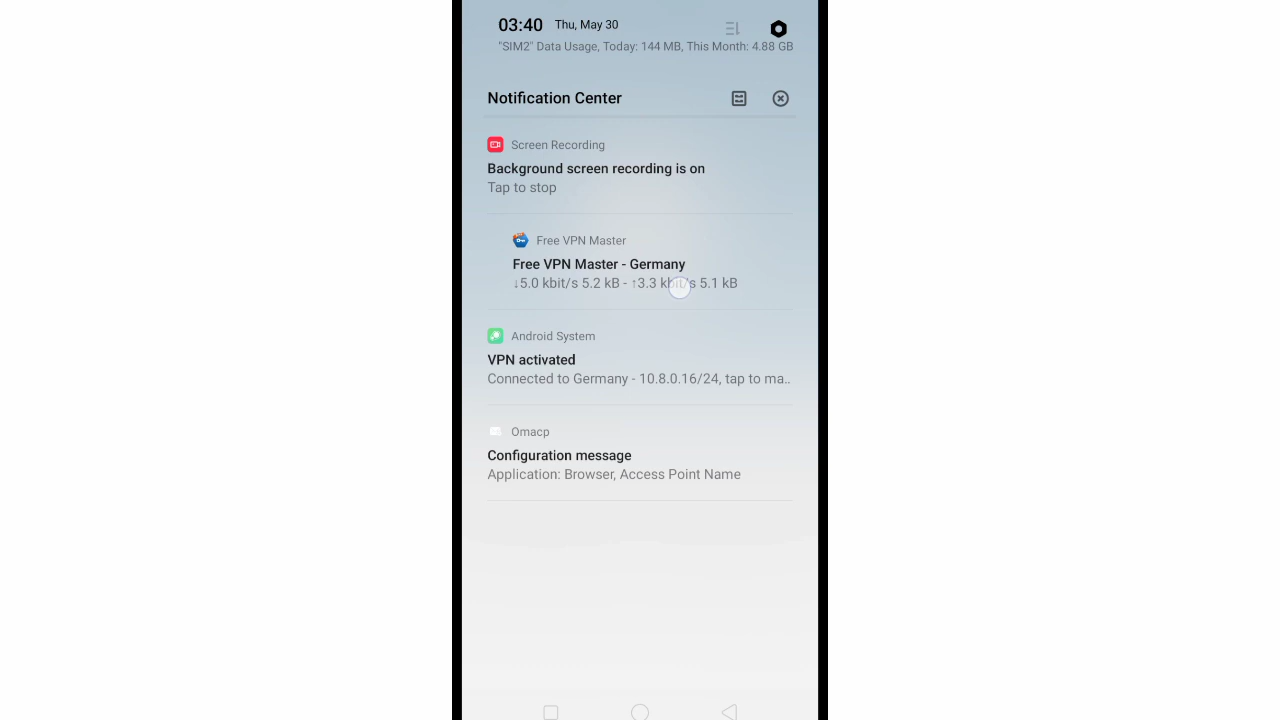 03:40 Thu, May 30
"SIM2" Data Usage, Today: 144 MB, This Month: 4.88 GB
Notification Center
Screen Recording
Background screen recording is on
Tap to stop
Free VPN Master
Free VPN Master - Germany
↓5.0 kbit/s 5.2 kB - ↑3.3 kbit/s 5.1 kB
Android System
VPN activated
Connected to Germany - 10.8.0.16/24, tap to ma..
Omacp
Configuration message
Application: Browser, Access Point Name